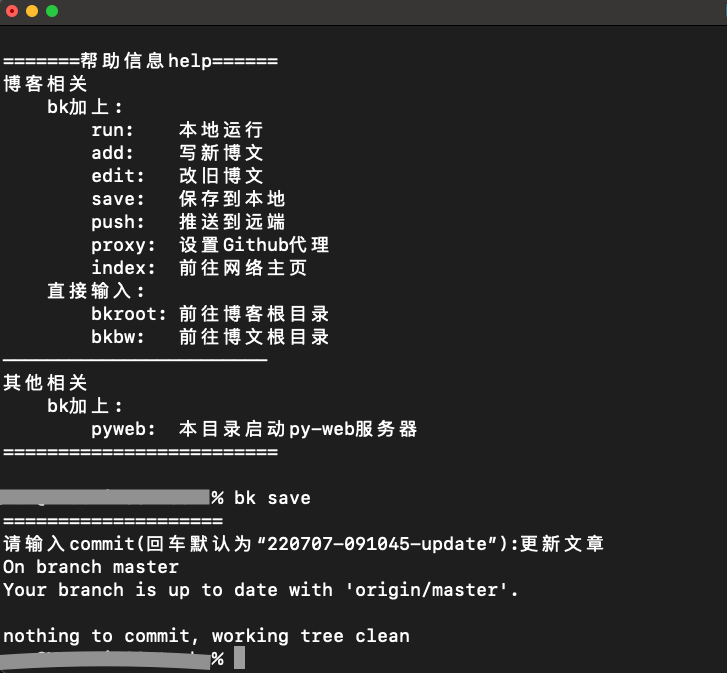 =======帮助信息help======
博客相关
    bk加上:
        run:    本地运行
        add:    写新博文
        edit:   改旧博文
        save:   保存到本地
        push:   推送到远端
        proxy:  设置Github代理
        index:  前往网络主页
    直接输入:
        bkroot: 前往博客根目录
        bkbw:   前往博文根目录
————————————————————————
其他相关
    bk加上:
        pyweb:  本目录启动py-web服务器
=========================
% bk save
====================
请输入commit(回车默认为“220707-091045-update”):更新文章
On branch master
Your branch is up to date with 'origin/master'.
nothing to commit, working tree clean
%